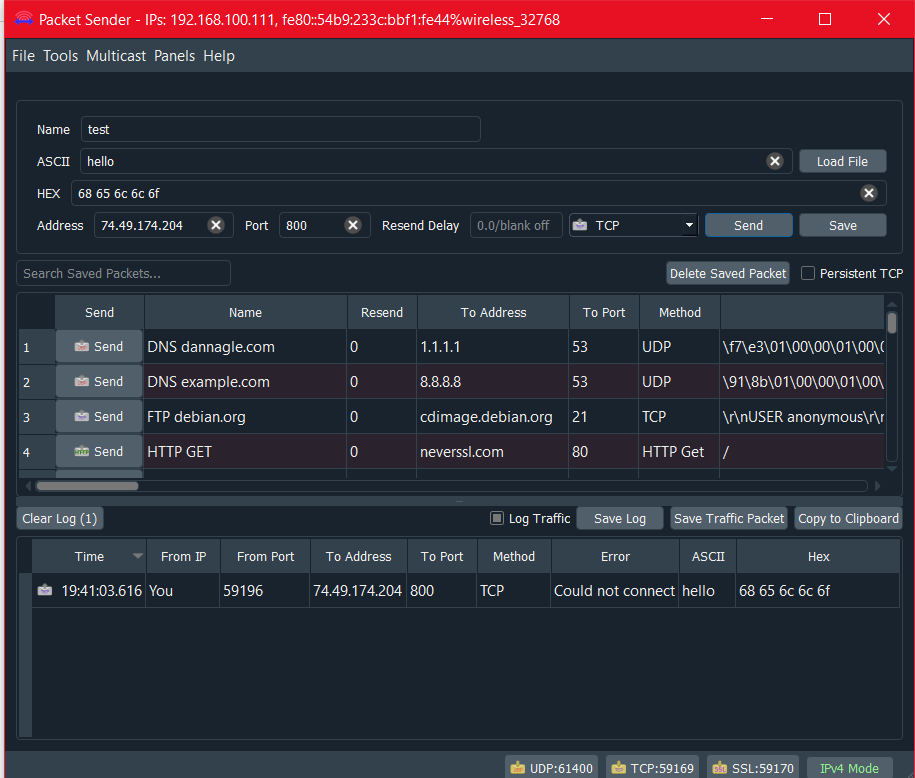 Packet Sender - IPs: 192.168.100.111, fe80::54b9:233c:bbf1:fe44%wireless_32768
File Tools Multicast Panels Help
Name test
ASCII hello Load File
HEX 68 65 6c 6c 6f
Address 74.49.174.204 Port 800 Resend Delay 0.0/blank off TCP Send Save
Search Saved Packets... Delete Saved Packet Persistent TCP
Send Name Resend To Address To Port Method
1 Send DNS dannagle.com 0 1.1.1.1 53 UDP \f7\e3\01\00\00\01\00\0
2 Send DNS example.com 0 8.8.8.8 53 UDP \91\8b\01\00\00\01\00\
3 Send FTP debian.org 0 cdimage.debian.org 21 TCP \r\nUSER anonymous\r\n
4 Send HTTP GET 0 neverssl.com 80 HTTP Get /
Clear Log (1) Log Traffic Save Log Save Traffic Packet Copy to Clipboard
Time From IP From Port To Address To Port Method Error ASCII Hex
19:41:03.616 You 59196 74.49.174.204 800 TCP Could not connect hello 68 65 6c 6c 6f
UDP:61400 TCP:59169 SSL SSL:59170 IPv4 Mode